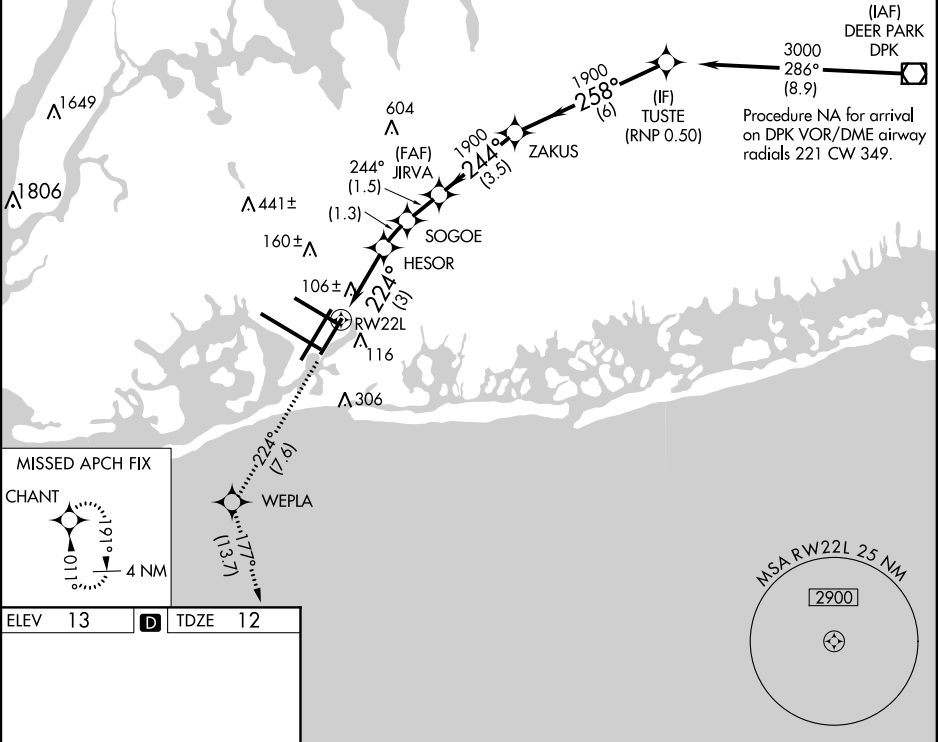 (IAF)
DEER PARK
DPK
3000
286°
(8.9)
1900
258°
(6)
(IF)
TUSTE
(RNP 0.50)
Procedure NA for arrival
on DPK VOR/DME airway
radials 221 CW 349.
1649
604
ZAKUS
1900
244°
(3.5)
(FAF)
JIRVA
244°
(1.5)
1806
441±
(1.3)
SOGOE
160±
HESOR
106±
224°
(3)
RW22L
116
306
224°
(7.6)
WEPLA
177°
(13.7)
MISSED APCH FIX
CHANT
191°
011°
4 NM
MSA RW22L 25 NM
2900
ELEV 13 D TDZE 12